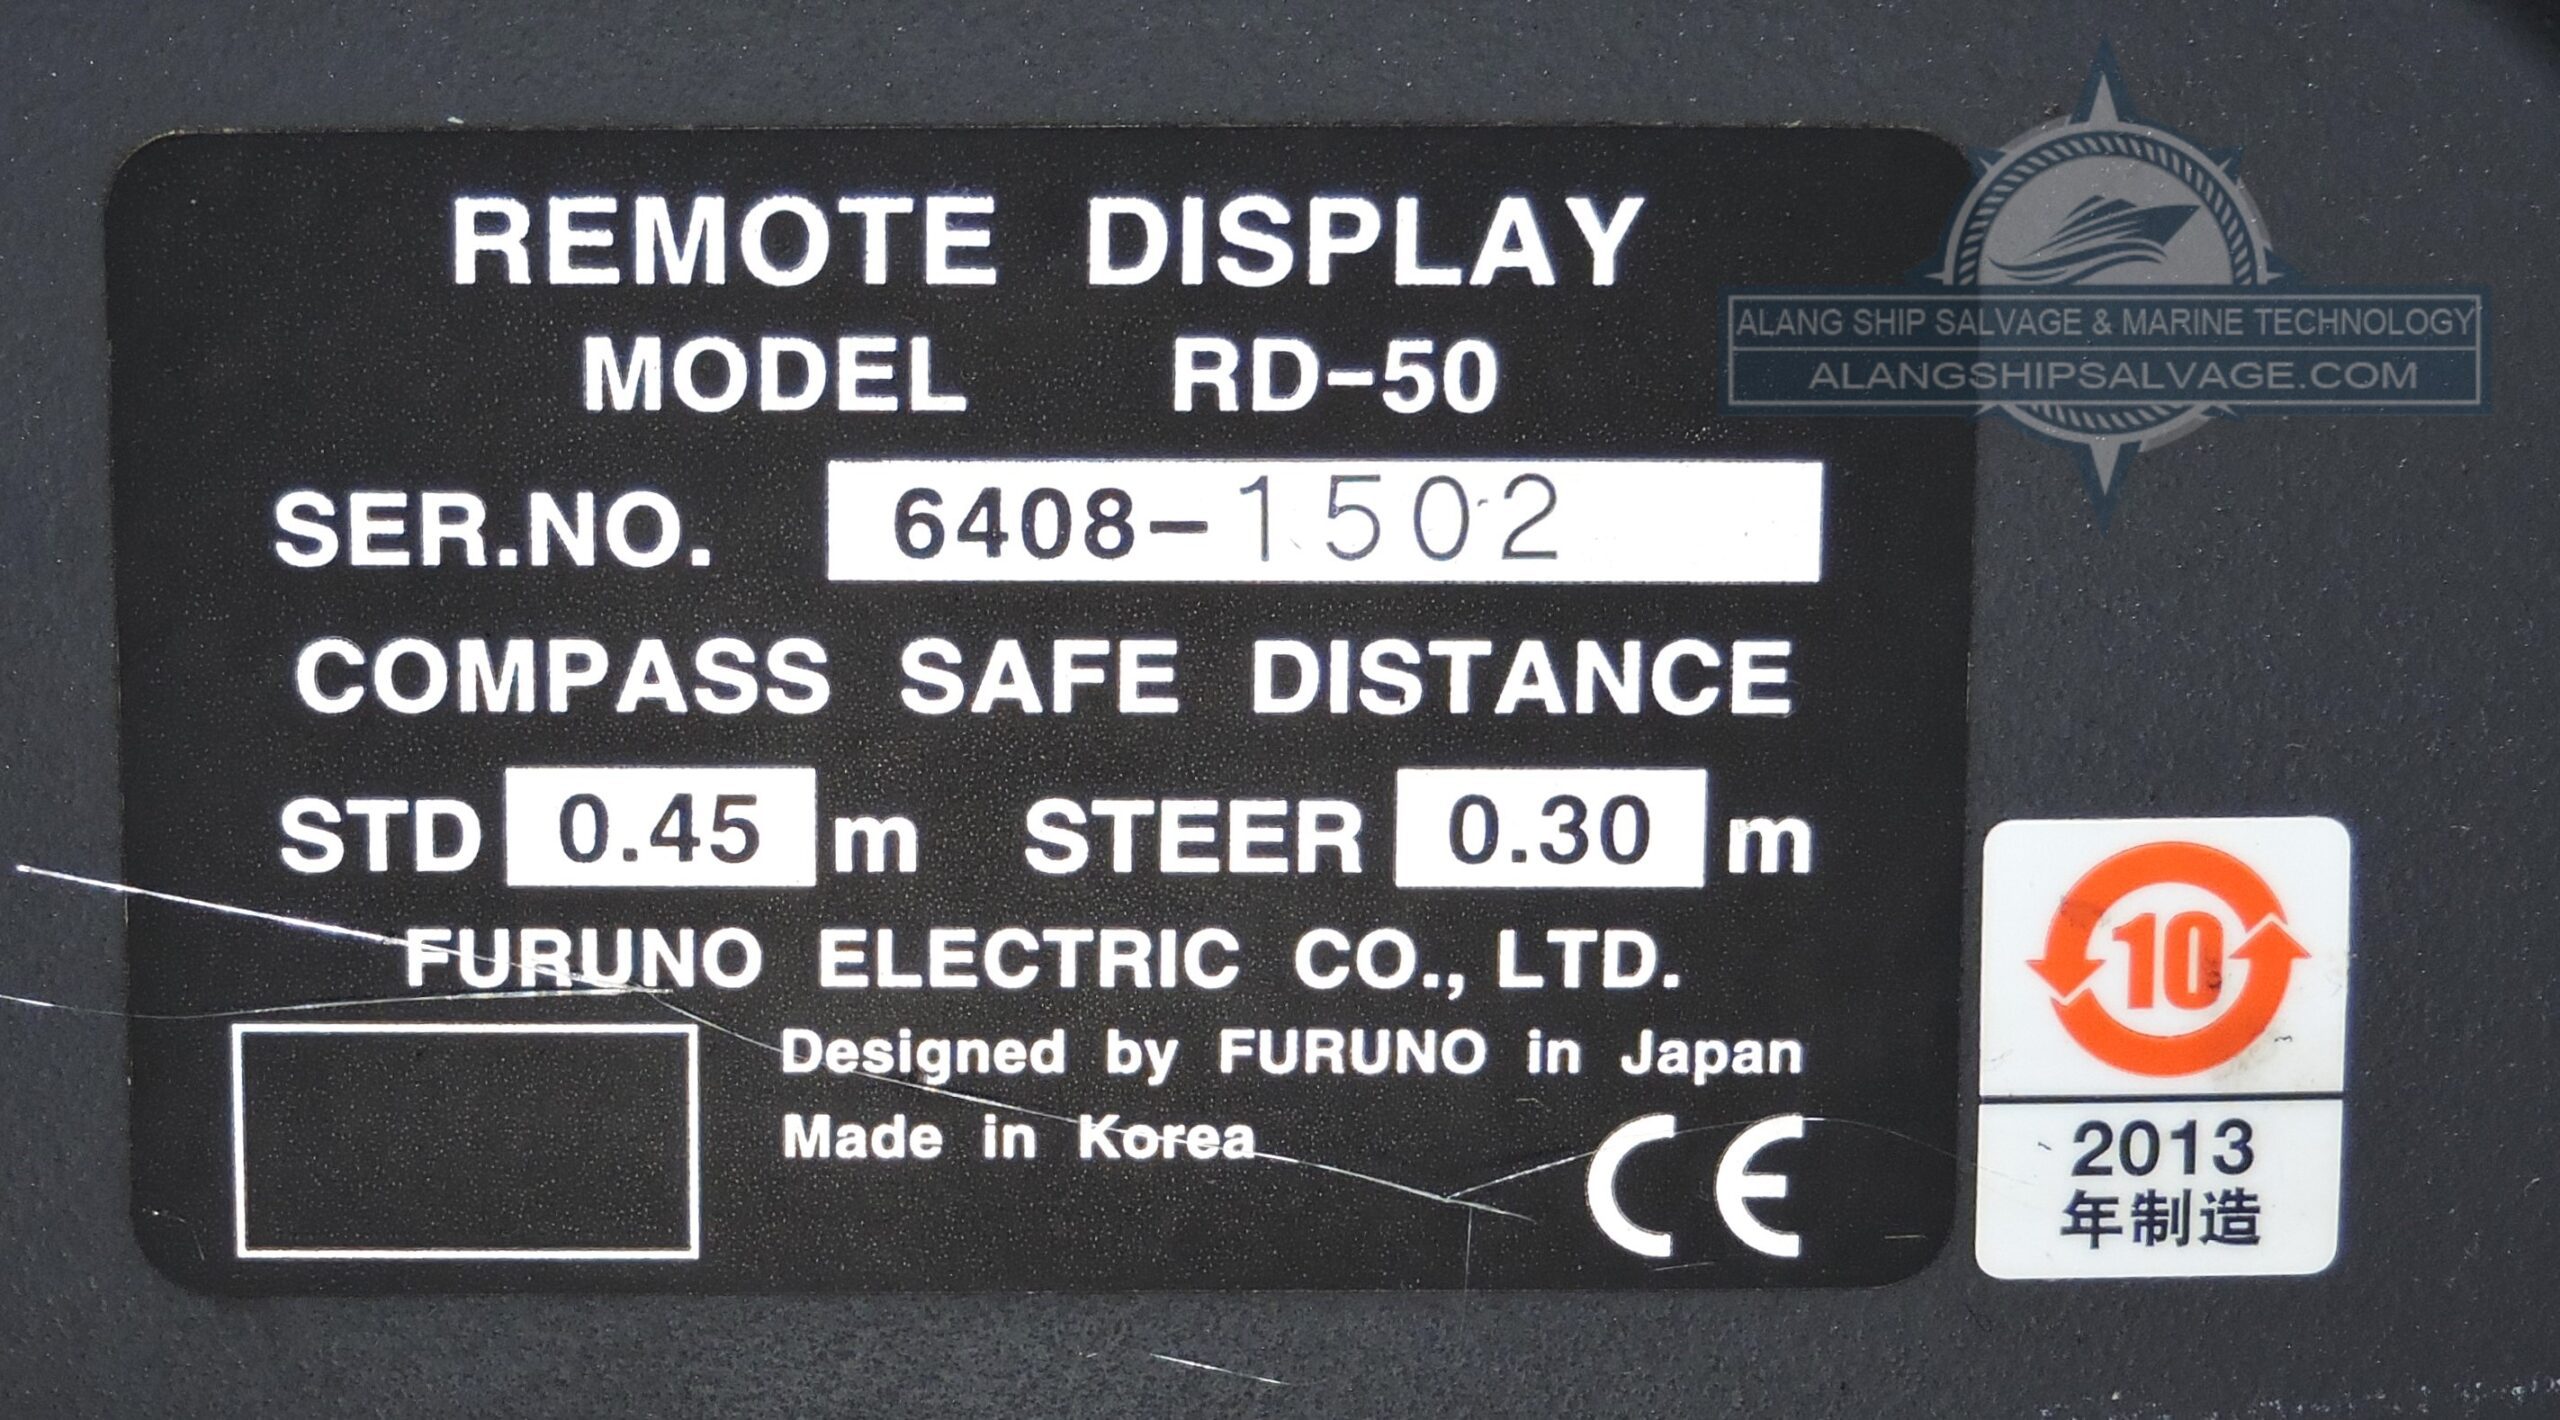 REMOTE DISPLAY
MODEL RD-50
SER.NO. 6408-1502
COMPASS SAFE DISTANCE
STD 0.45 m STEER 0.30 m
FURUNO ELECTRIC CO., LTD.
Designed by FURUNO in Japan
Made in Korea
CE
ALANG SHIP SALVAGE & MARINE TECHNOLOGY
ALANGSHIPSALVAGE.COM
10
2013
年制造